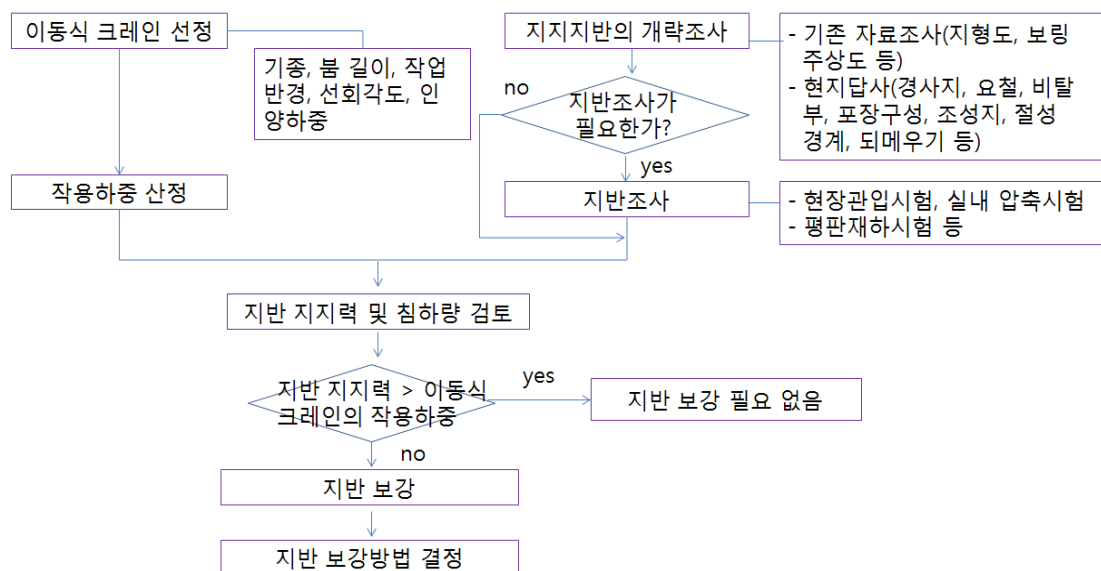 이동식 크레인 선정
기종, 붐 길이, 작업
반경, 선회각도, 인
양하중
작용하중 산정
지지지반의 개략조사
- 기존 자료조사(지형도, 보링
주상도 등)
- 현지답사(경사지, 요철, 비탈
부, 포장구성, 조성지, 절성
경계, 되메우기 등)
no
지반조사가
필요한가?
yes
지반조사
- 현장관입시험, 실내 압축시험
- 평판재하시험 등
지반 지지력 및 침하량 검토
지반 지지력 > 이동식
크레인의 작용하중
yes
지반 보강 필요 없음
no
지반 보강
지반 보강방법 결정